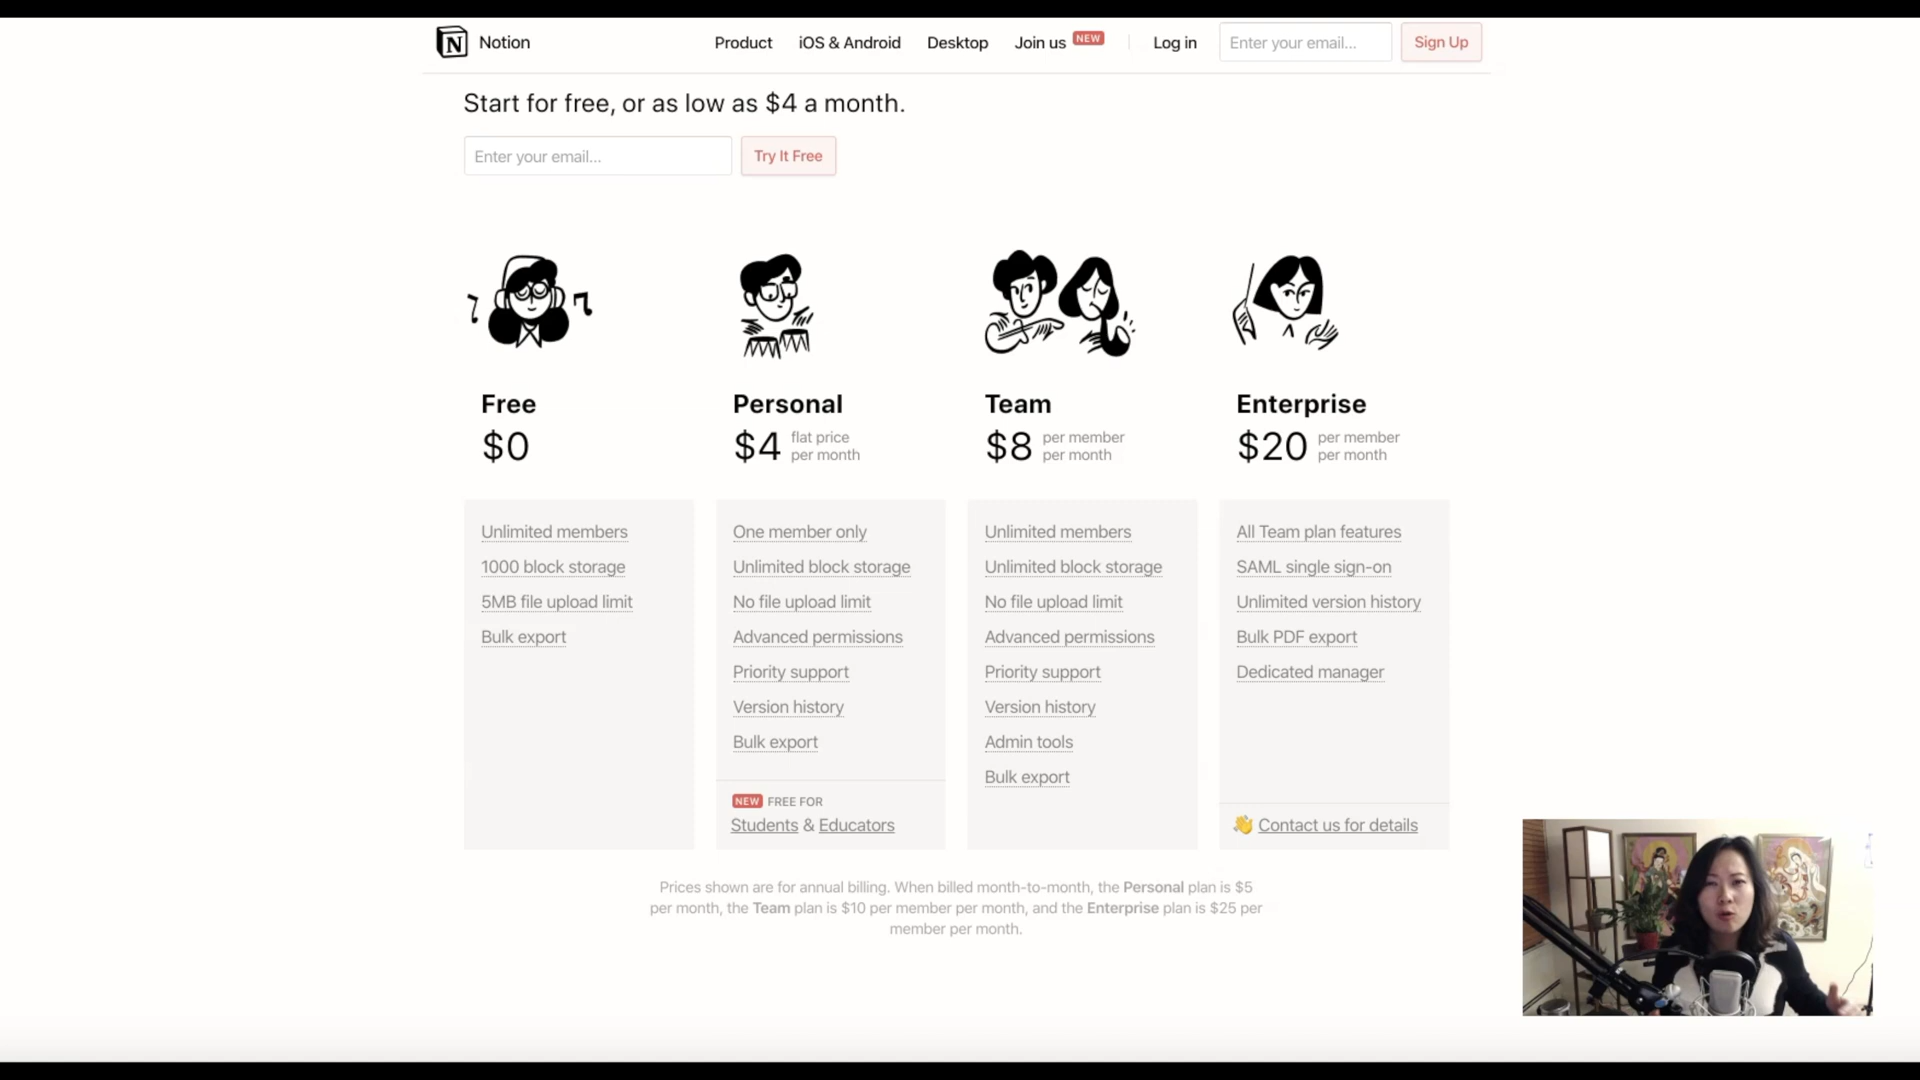 Notion
Product
iOS & Android
Desktop
Join us NEW
Log in
Enter your email...
Sign Up
Start for free, or as low as $4 a month.
Enter your email...
Try It Free
Free
$0
Unlimited members
1000 block storage
5MB file upload limit
Bulk export
Personal
$4 flat price
per month
One member only
Unlimited block storage
No file upload limit
Advanced permissions
Priority support
Version history
Bulk export
NEW FREE FOR
Students & Educators
Team
$8 per member
per month
Unlimited members
Unlimited block storage
No file upload limit
Advanced permissions
Priority support
Version history
Admin tools
Bulk export
Enterprise
$20 per member
per month
All Team plan features
SAML single sign-on
Unlimited version history
Bulk PDF export
Dedicated manager
👋 Contact us for details
Prices shown are for annual billing. When billed month-to-month, the Personal plan is $5
per month, the Team plan is $10 per member per month, and the Enterprise plan is $25 per
member per month.